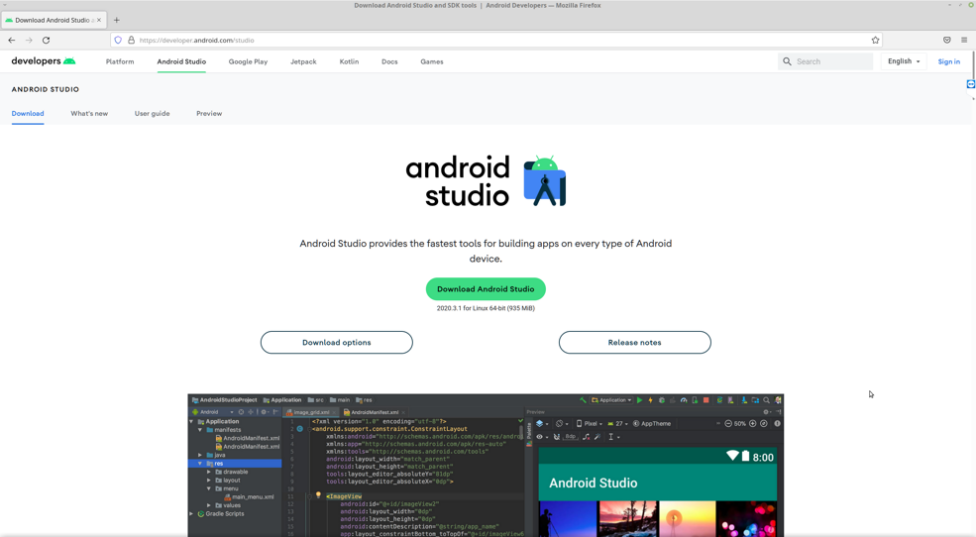 Download Android Studio and SDK tools | Android Developers — Mozilla Firefox
Download Android Studio
https://developer.android.com/studio
developers
Platform Android Studio Google Play Jetpack Kotlin Docs Games
Search
English
Sign in
ANDROID STUDIO
Download What's new User guide Preview
android
studio
Android Studio provides the fastest tools for building apps on every type of Android
device.
Download Android Studio
2020.3.1 for Linux 64-bit (935 MiB)
Download options
Release notes
AndroidStudioProject Application src main res
Application
Android
image_grid.xml
AndroidManifest.xml
Preview
Application
manifests
AndroidManifest.xml
AndroidManifest.xml
java
res
drawable
layout
menu
main_menu.xml
values
Gradle Scripts
<?xml version="1.0" encoding="utf-8"?>
<android.support.constraint.ConstraintLayout
xmlns:android="http://schemas.android.com/apk/res/andro
xmlns:app="http://schemas.android.com/apk/res-auto"
xmlns:tools="http://schemas.android.com/tools"
android:layout_width="match_parent"
android:layout_height="match_parent"
tools:layout_editor_absoluteY="81dp"
tools:layout_editor_absoluteX="0dp">
<ImageView
android:id="@+id/imageView2"
android:layout_width="0dp"
android:layout_height="0dp"
android:contentDescription="@string/app_name"
Palette
Pixel 27 AppTheme 50%
8dp
8:00
Android Studio